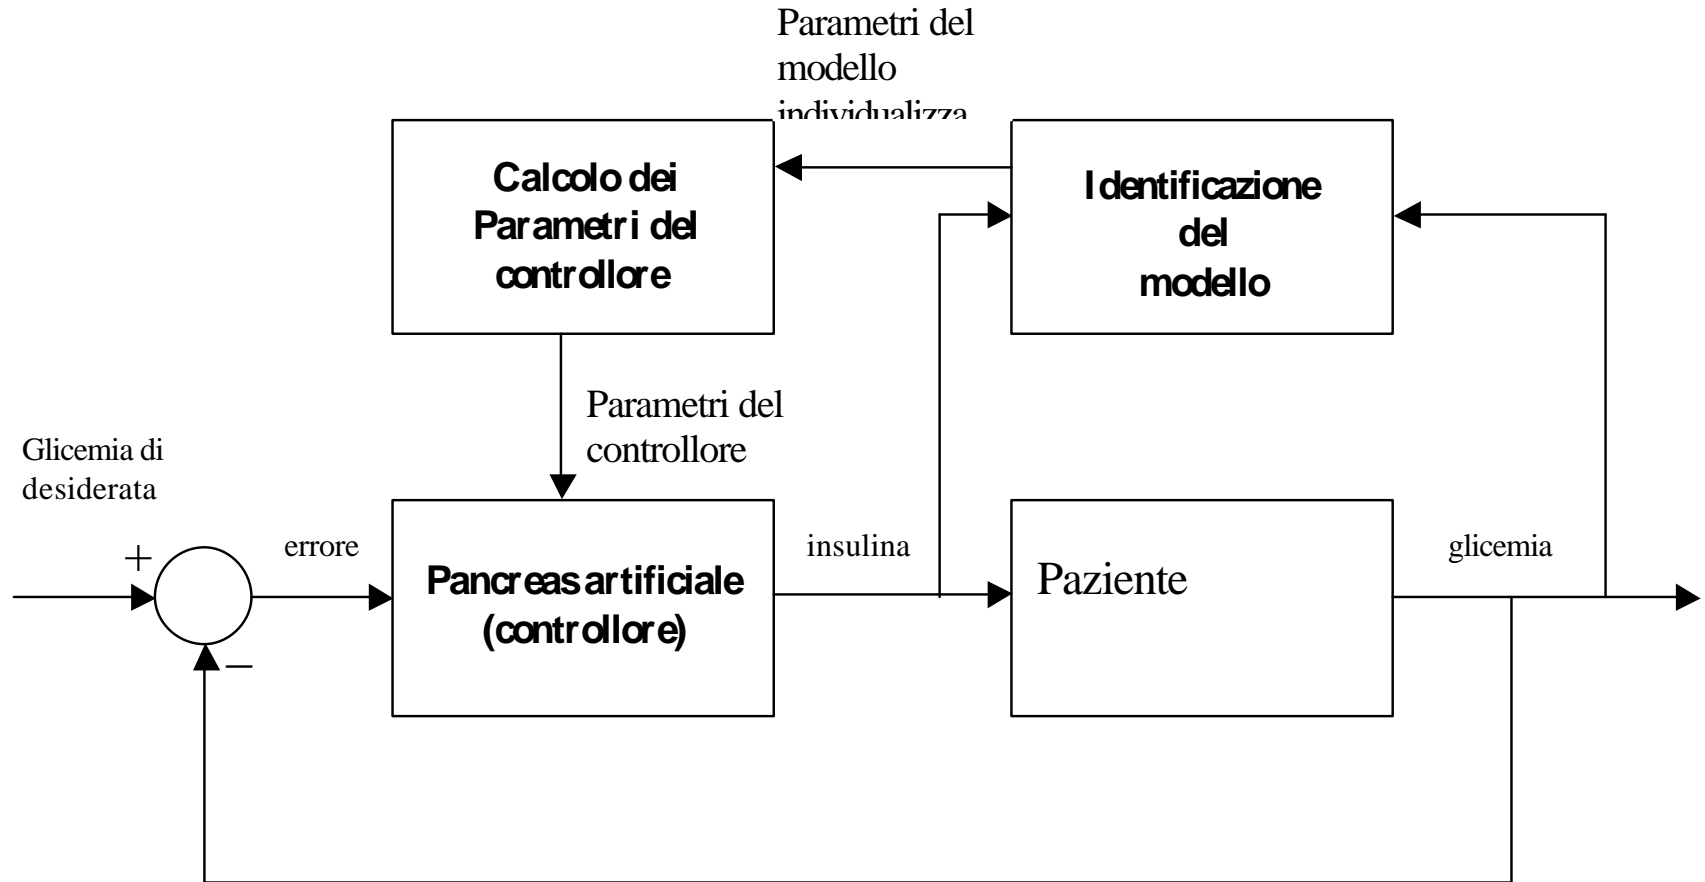 Parametri del
modello
individualizza
Calcolo dei
Parametri del
controllore
Identificazione
del
modello
Parametri del
controllore
Glicemia di
desiderata
+
errore
Pancreas artificiale
(controllore)
insulina
Paziente
glicemia
−